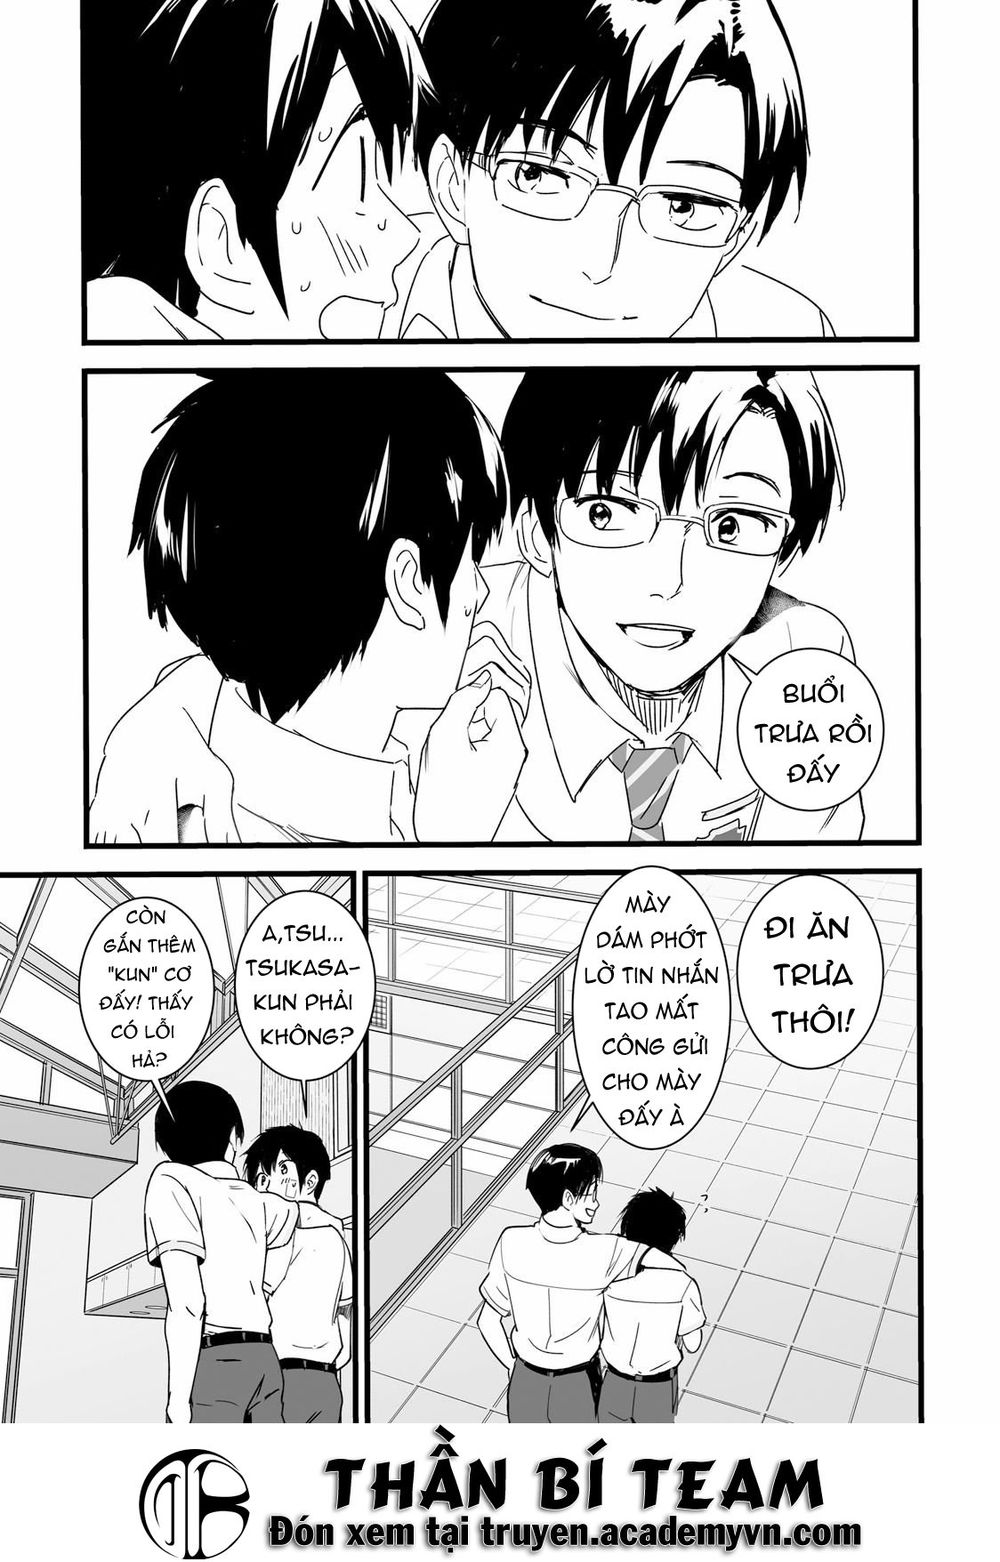 BUỔI
TRƯA RỒI
ĐẤY
ĐI ĂN
TRƯA
THÔI!
MÀY
DÁM PHỚT
LỜ TIN NHẮN
TAO MẤT
CÔNG GỬI
CHO MÀY
ĐẤY À
A,TSU...
TSUKASA-
KUN PHẢI
KHÔNG?
CÒN
GẮN THÊM
"KUN" CƠ
ĐẤY! THẤY
CÓ LỖI
HẢ?
THẦN BÍ TEAM
Đón xem tại truyen.academyvn.com